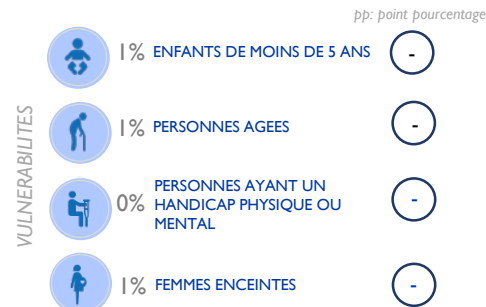 pp: point pourcentage
VULNERABILITES
1% ENFANTS DE MOINS DE 5 ANS -
1% PERSONNES AGEES -
0% PERSONNES AYANT UN
HANDICAP PHYSIQUE OU
MENTAL -
1% FEMMES ENCEINTES -